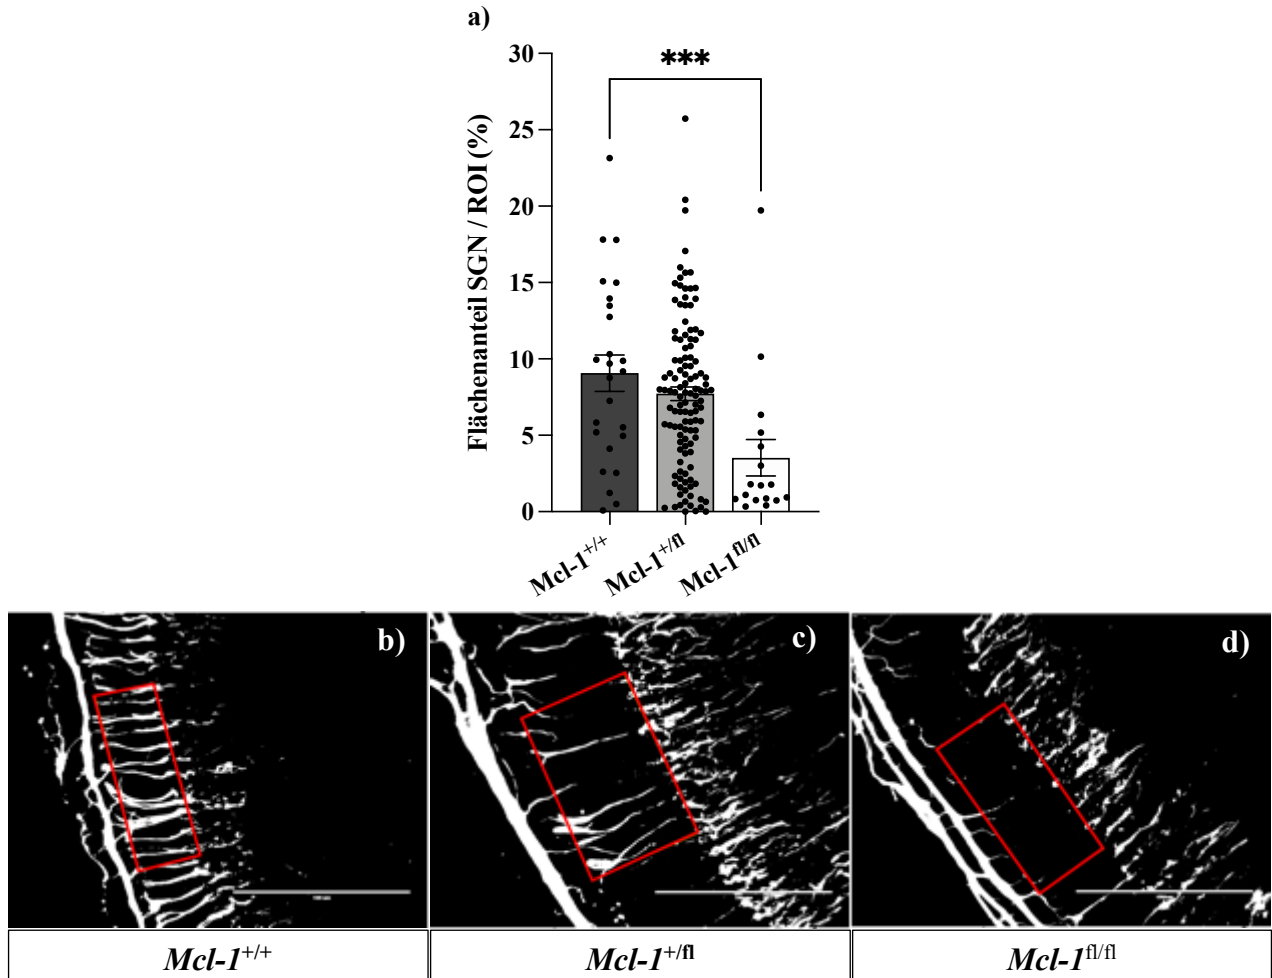 a)
30
25
20
15
10
5
0
Flächenanteil SGN / ROI (%)
***
Mcl-1+/+
Mcl-1+/fl
Mcl-1fl/fl
b)
c)
d)
Mcl-1+/+
Mcl-1+/fl
Mcl-1fl/fl